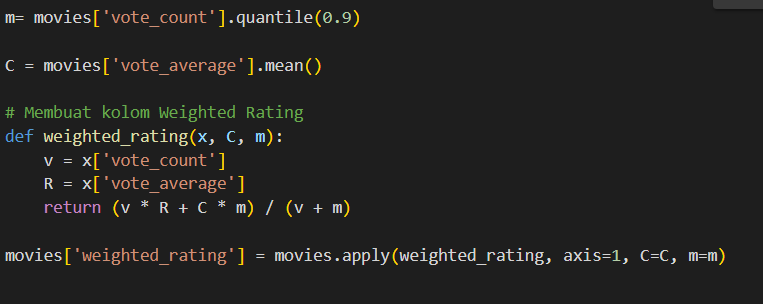 m= movies['vote_count'].quantile(0.9)
C = movies['vote_average'].mean()
# Membuat kolom Weighted Rating
def weighted_rating(x, C, m):
    v = x['vote_count']
    R = x['vote_average']
    return (v * R + C * m) / (v + m)
movies['weighted_rating'] = movies.apply(weighted_rating, axis=1, C=C, m=m)